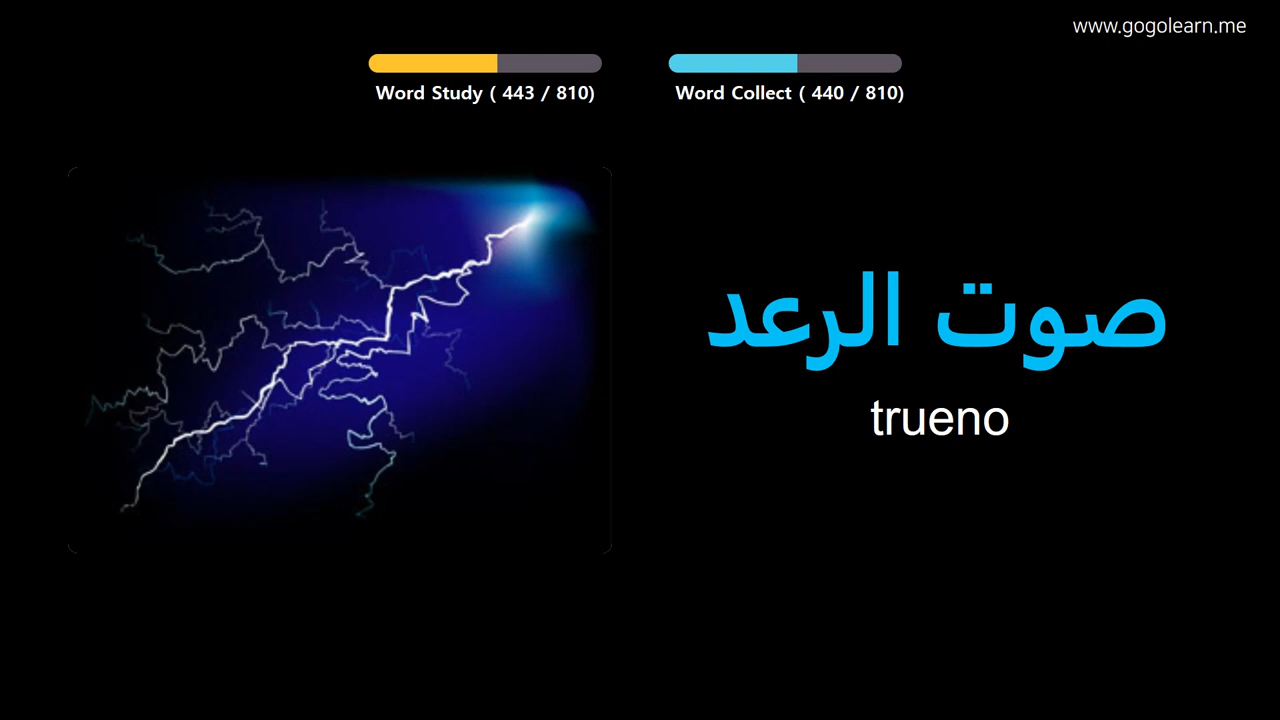 www.gogolearn.me
Word Study ( 443 / 810)
Word Collect ( 440 / 810)
صوت الرعد
trueno